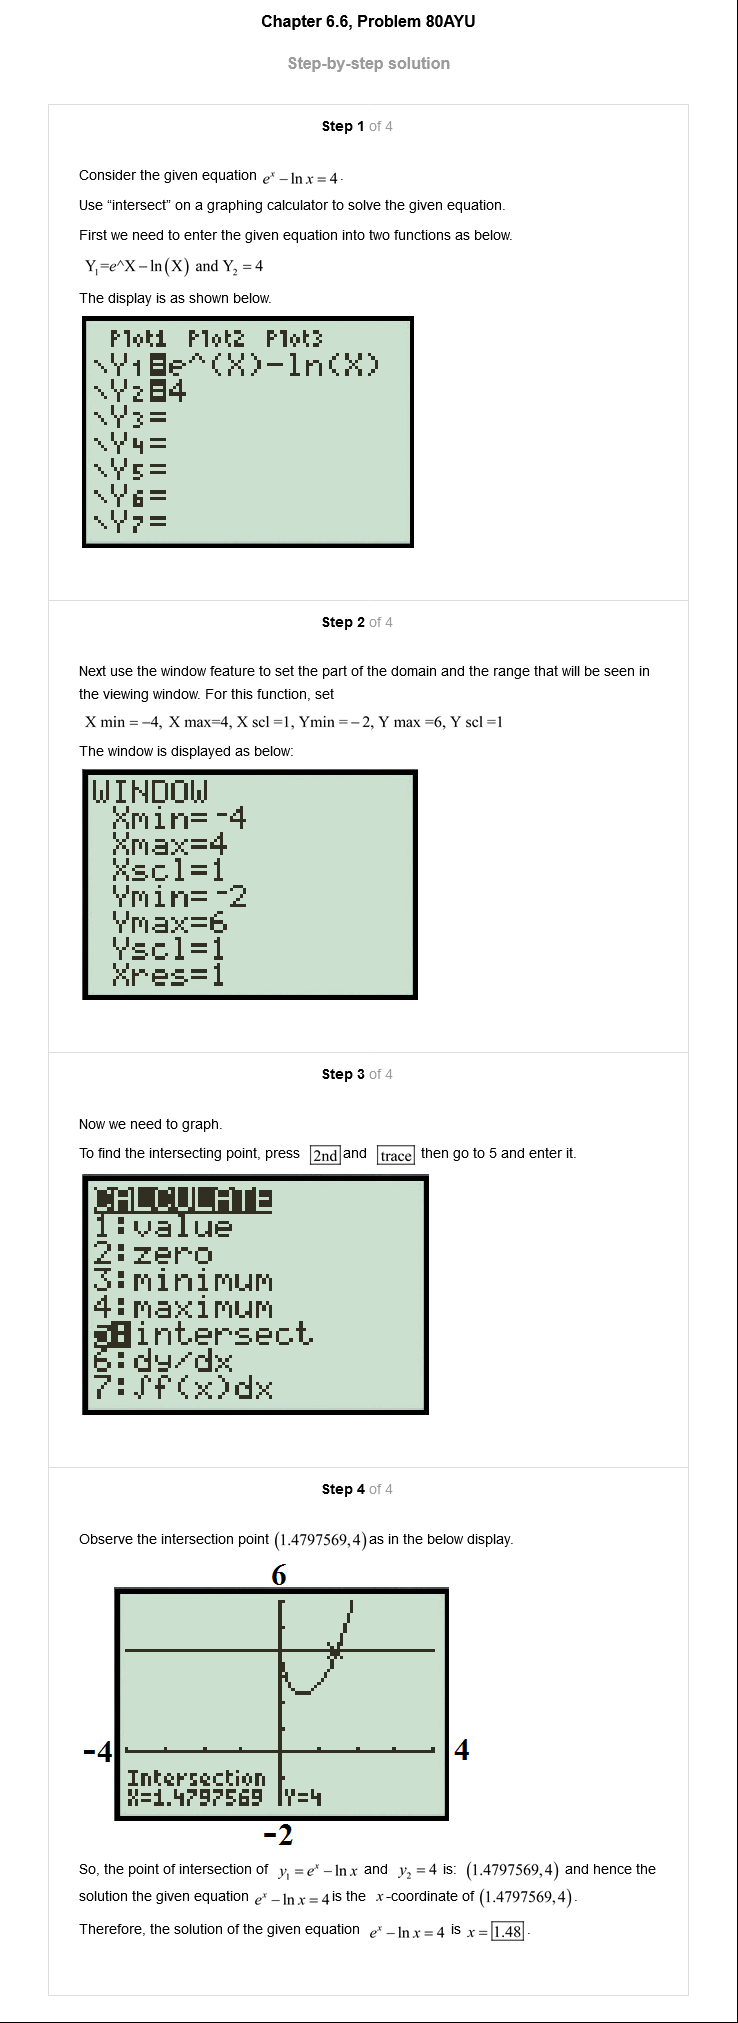 Chapter 6.6, Problem 80AYU
Step-by-step solution
Step 1 of 4
Consider the given equation e^x − ln x = 4.
Use “intersect” on a graphing calculator to solve the given equation.
First we need to enter the given equation into two functions as below.
Y₁=e^X − ln(X) and Y₂ = 4
The display is as shown below.
Plot1 Plot2 Plot3
\Y₁=e^(X)−ln(X)
\Y₂=4
\Y₃=
\Y₄=
\Y₅=
\Y₆=
\Y₇=
Step 2 of 4
Next use the window feature to set the part of the domain and the range that will be seen in
the viewing window. For this function, set
X min = −4, X max=4, X scl =1, Ymin = − 2, Y max =6, Y scl =1
The window is displayed as below:
WINDOW
Xmin=-4
Xmax=4
Xscl=1
Ymin=-2
Ymax=6
Yscl=1
Xres=1
Step 3 of 4
Now we need to graph.
To find the intersecting point, press 2nd and trace then go to 5 and enter it.
CALCULATE
1:value
2:zero
3:minimum
4:maximum
5:intersect
6:dy/dx
7:∫f(x)dx
Step 4 of 4
Observe the intersection point (1.4797569, 4) as in the below display.
6
-4
4
Intersection
X=1.4797569 Y=4
-2
So, the point of intersection of y₁ = e^x − ln x and y₂ = 4 is: (1.4797569, 4) and hence the
solution the given equation e^x − ln x = 4 is the x-coordinate of (1.4797569, 4).
Therefore, the solution of the given equation e^x − ln x = 4 is x = 1.48.